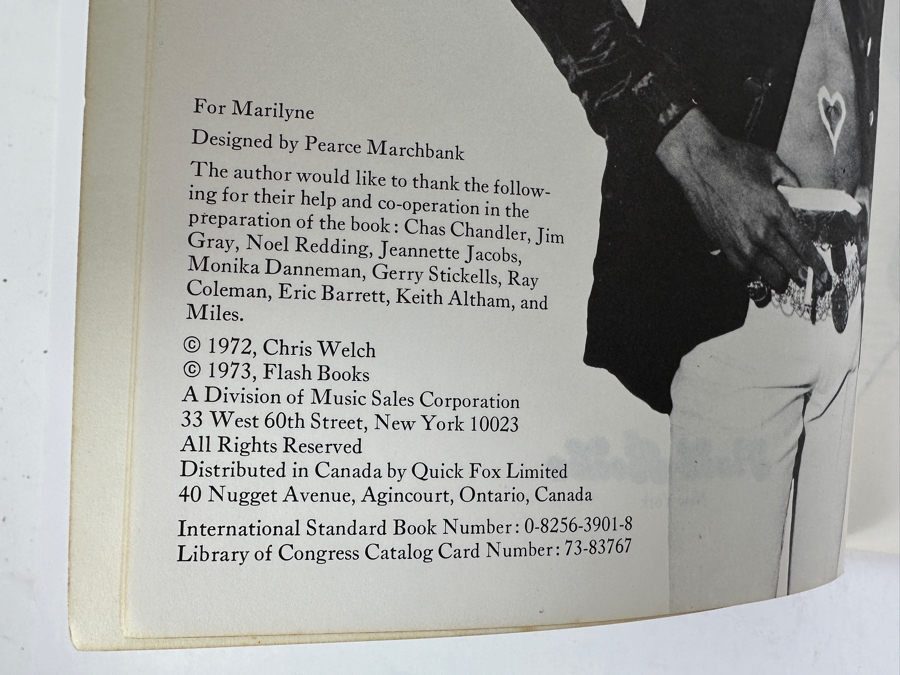 For Marilyne
Designed by Pearce Marchbank
The author would like to thank the follow-
ing for their help and co-operation in the
preparation of the book: Chas Chandler, Jim
Gray, Noel Redding, Jeannette Jacobs,
Monika Danneman, Gerry Stickells, Ray
Coleman, Eric Barrett, Keith Altham, and
Miles.
© 1972, Chris Welch
© 1973, Flash Books
A Division of Music Sales Corporation
33 West 60th Street, New York 10023
All Rights Reserved
Distributed in Canada by Quick Fox Limited
40 Nugget Avenue, Agincourt, Ontario, Canada
International Standard Book Number: 0-8256-3901-8
Library of Congress Catalog Card Number: 73-83767